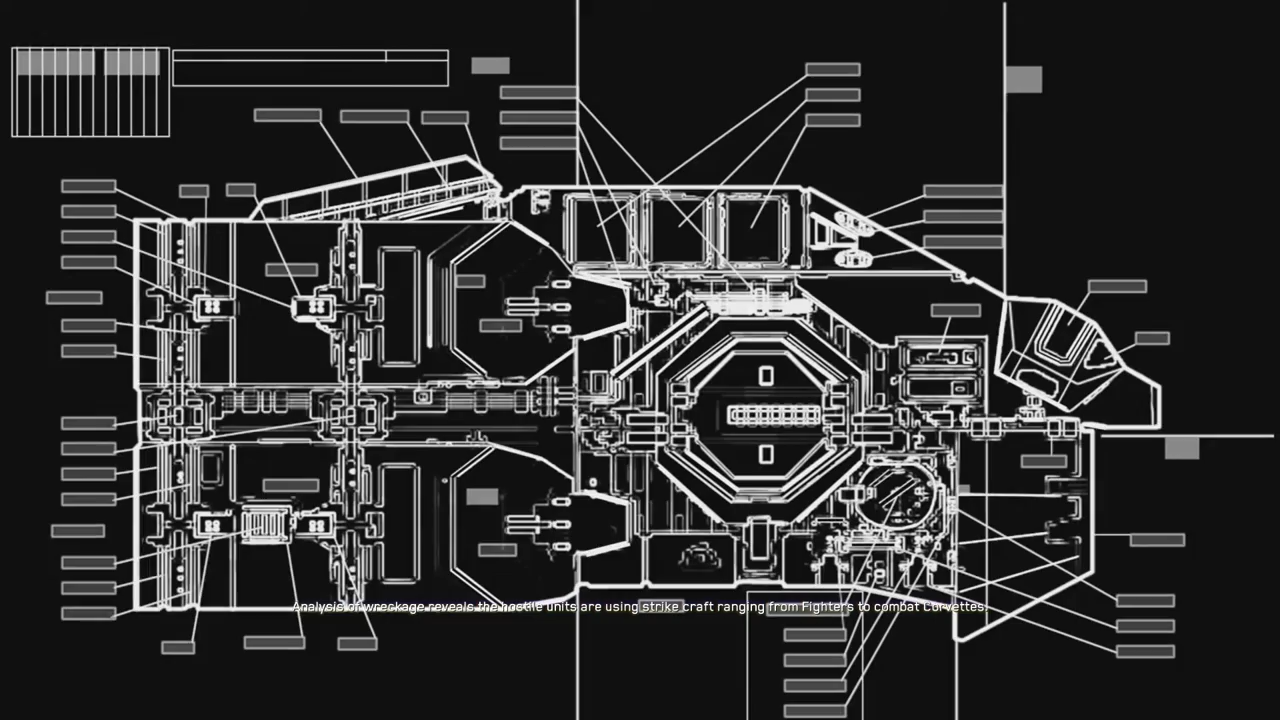 Analysis of wreckage reveals the hostile units are using strike craft ranging from Fighters to combat Corvettes.